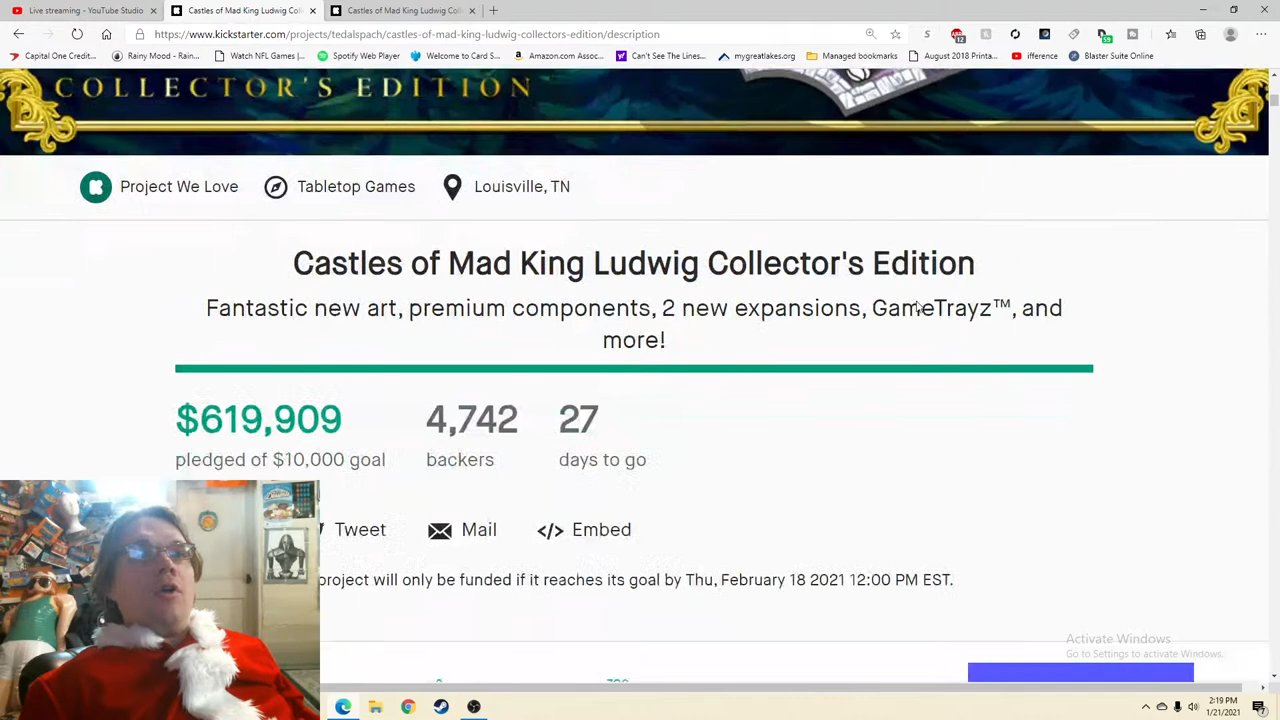 Live streaming - YouTube Studio
Castles of Mad King Ludwig Coll
Castles of Mad King Ludwig Coll
https://www.kickstarter.com/projects/tedalspach/castles-of-mad-king-ludwig-collectors-edition/description
12
59
Capital One Credit...
Rainy Mood - Rain...
Watch NFL Games |...
Spotify Web Player
Welcome to Card S...
Amazon.com Assoc...
Can't See The Lines...
mygreatlakes.org
Managed bookmarks
August 2018 Printa...
ifference
Blaster Suite Online
COLLECTOR'S EDITION
Project We Love
Tabletop Games
Louisville, TN
Castles of Mad King Ludwig Collector's Edition
Fantastic new art, premium components, 2 new expansions, GameTrayz™, and
more!
$619,909
4,742
27
pledged of $10,000 goal
backers
days to go
Tweet
Mail
</> Embed
project will only be funded if it reaches its goal by Thu, February 18 2021 12:00 PM EST.
Activate Windows
Go to Settings to activate Windows.
2:19 PM
1/21/2021